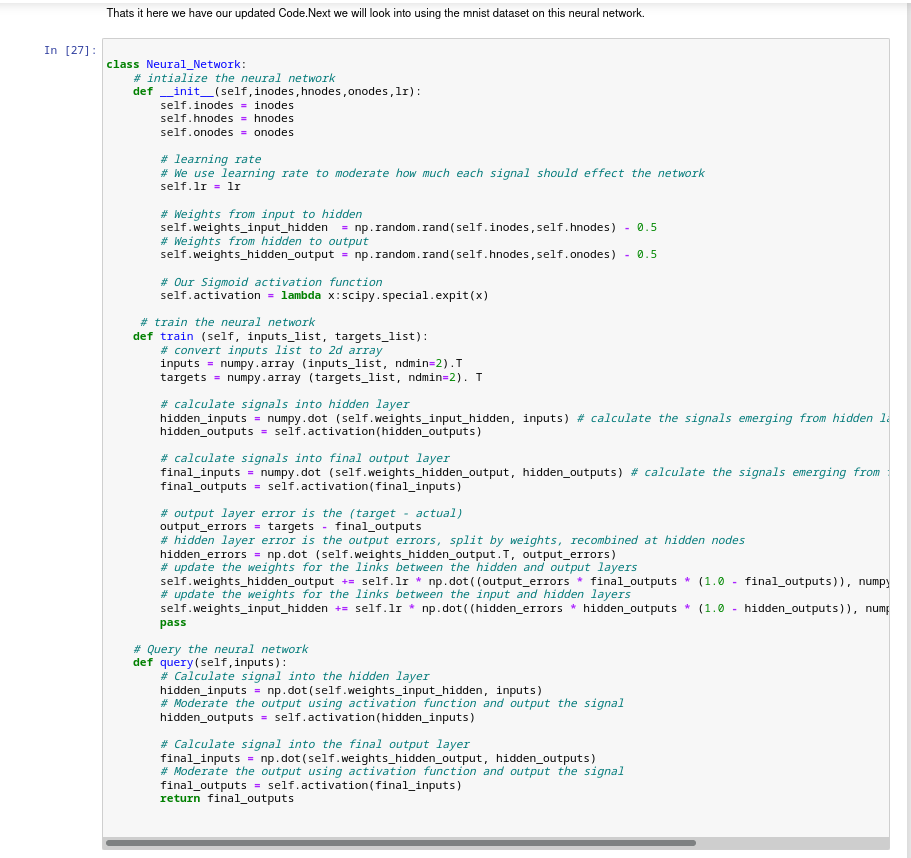 Thats it here we have our updated Code.Next we will look into using the mnist dataset on this neural network.
In [27]:
class Neural_Network:
    # intialize the neural network
    def __init__(self,inodes,hnodes,onodes,lr):
        self.inodes = inodes
        self.hnodes = hnodes
        self.onodes = onodes

        # learning rate
        # We use learning rate to moderate how much each signal should effect the network
        self.lr = lr

        # Weights from input to hidden
        self.weights_input_hidden  = np.random.rand(self.inodes,self.hnodes) - 0.5
        # Weights from hidden to output
        self.weights_hidden_output = np.random.rand(self.hnodes,self.onodes) - 0.5

        # Our Sigmoid activation function
        self.activation = lambda x:scipy.special.expit(x)

     # train the neural network
    def train (self, inputs_list, targets_list):
        # convert inputs list to 2d array
        inputs = numpy.array (inputs_list, ndmin=2).T
        targets = numpy.array (targets_list, ndmin=2). T

        # calculate signals into hidden layer
        hidden_inputs = numpy.dot (self.weights_input_hidden, inputs) # calculate the signals emerging from hidden
        hidden_outputs = self.activation(hidden_outputs)

        # calculate signals into final output layer
        final_inputs = numpy.dot (self.weights_hidden_output, hidden_outputs) # calculate the signals emerging from
        final_outputs = self.activation(final_inputs)

        # output layer error is the (target - actual)
        output_errors = targets - final_outputs
        # hidden layer error is the output errors, split by weights, recombined at hidden nodes
        hidden_errors = np.dot (self.weights_hidden_output.T, output_errors)
        # update the weights for the links between the hidden and output layers
        self.weights_hidden_output += self.lr * np.dot((output_errors * final_outputs * (1.0 - final_outputs)), numpy
        # update the weights for the links between the input and hidden layers
        self.weights_input_hidden += self.lr * np.dot((hidden_errors * hidden_outputs * (1.0 - hidden_outputs)), nump
        pass

    # Query the neural network
    def query(self,inputs):
        # Calculate signal into the hidden layer
        hidden_inputs = np.dot(self.weights_input_hidden, inputs)
        # Moderate the output using activation function and output the signal
        hidden_outputs = self.activation(hidden_inputs)

        # Calculate signal into the final output layer
        final_inputs = np.dot(self.weights_hidden_output, hidden_outputs)
        # Moderate the output using activation function and output the signal
        final_outputs = self.activation(final_inputs)
        return final_outputs